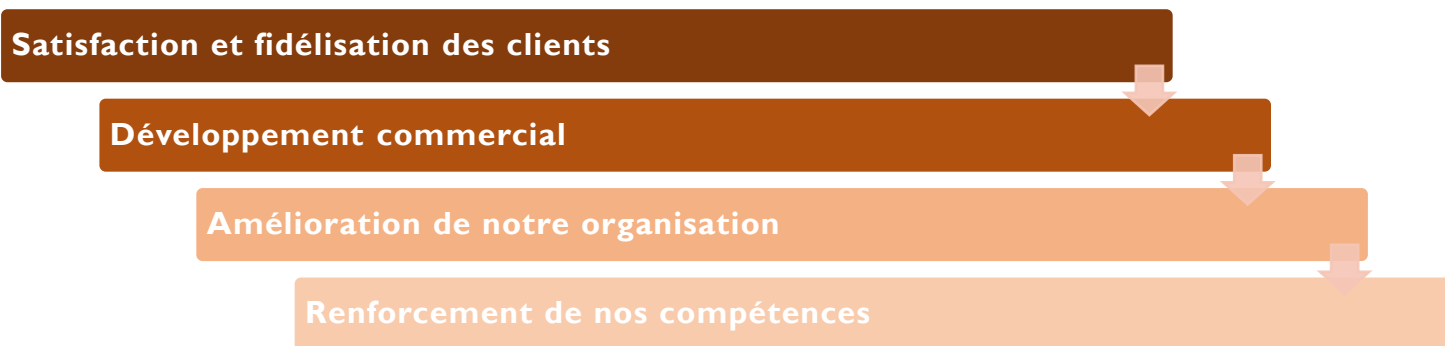 Satisfaction et fidélisation des clients
Développement commercial
Amélioration de notre organisation
Renforcement de nos compétences